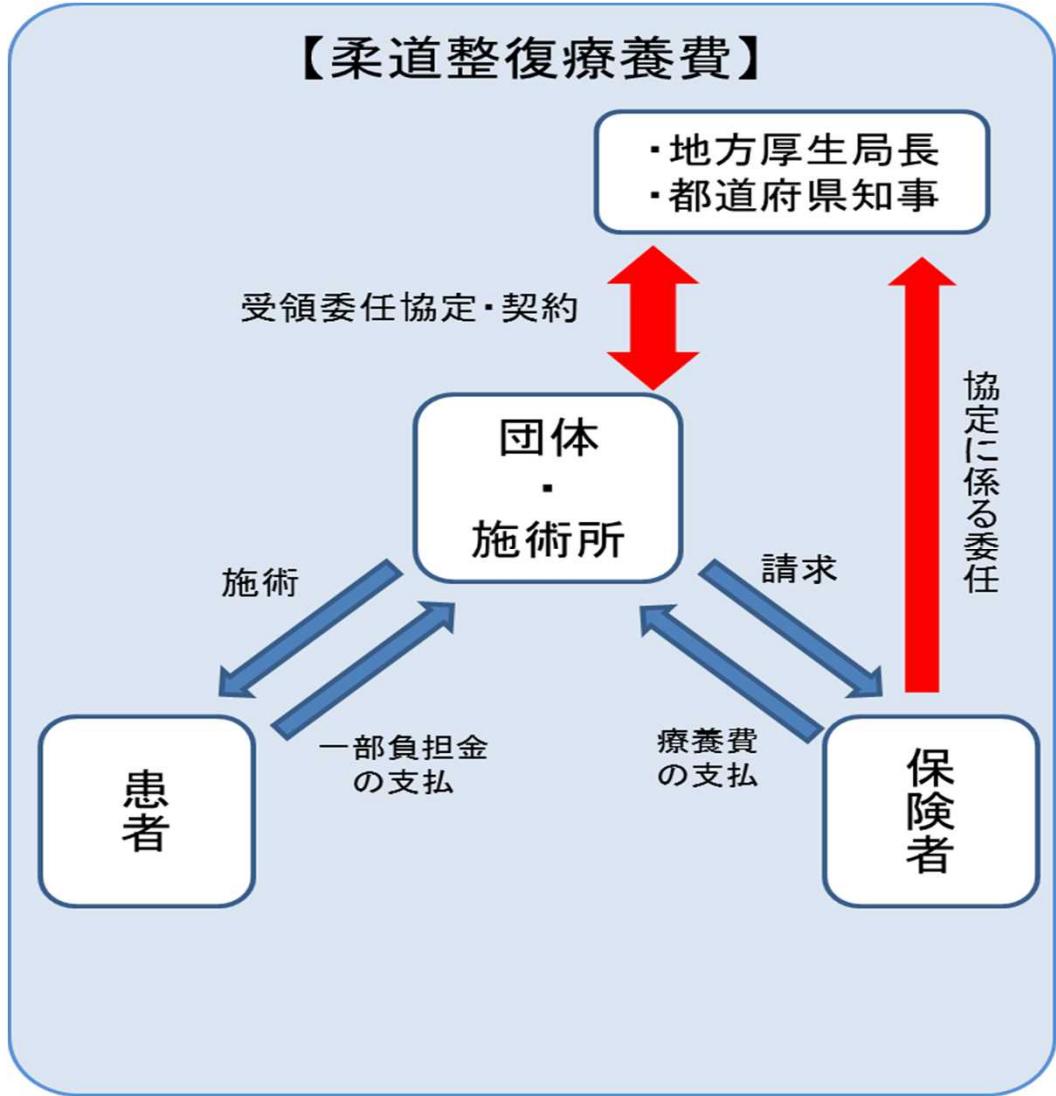 【柔道整復療養費】
・地方厚生局長
・都道府県知事
受領委任協定・契約
協定に係る委任
団体
・
施術所
施術
請求
一部負担金
の支払
療養費
の支払
患者
保険者